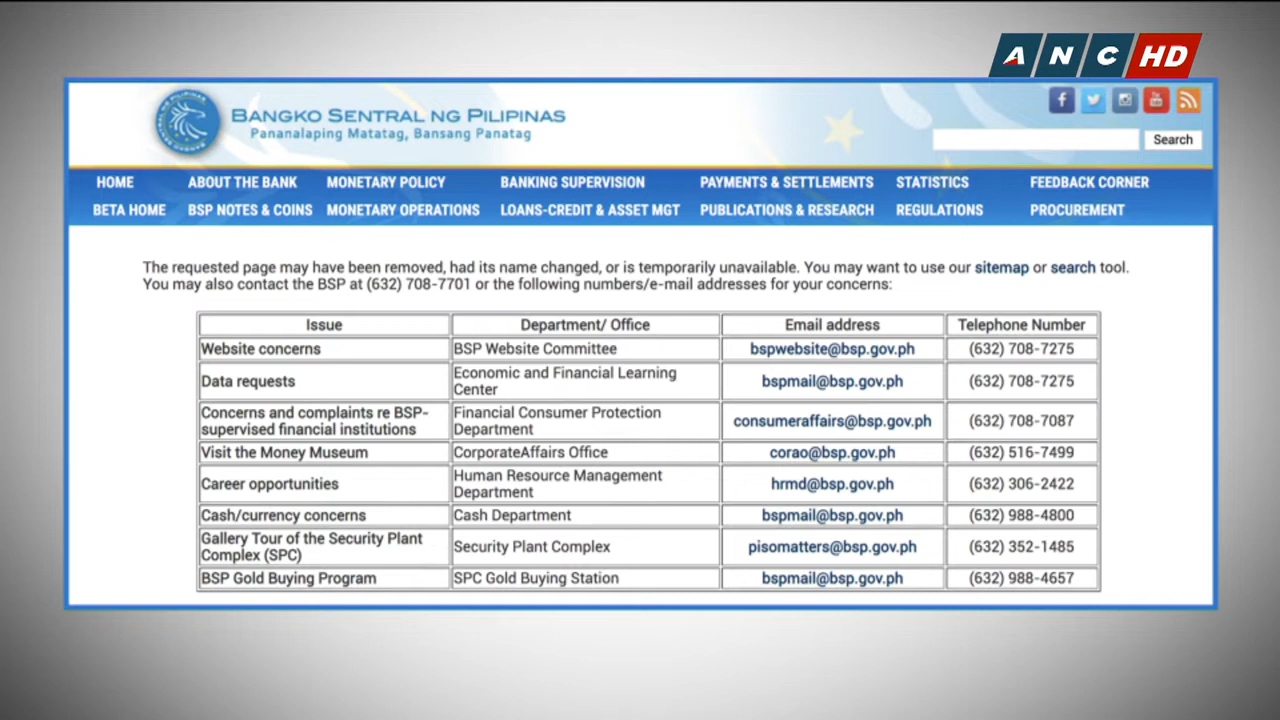 ANC HD
BANGKO SENTRAL NG PILIPINAS
Pananalaping Matatag, Bansang Panatag
Search
HOME ABOUT THE BANK MONETARY POLICY BANKING SUPERVISION PAYMENTS & SETTLEMENTS STATISTICS FEEDBACK CORNER
BETA HOME BSP NOTES & COINS MONETARY OPERATIONS LOANS-CREDIT & ASSET MGT PUBLICATIONS & RESEARCH REGULATIONS PROCUREMENT
The requested page may have been removed, had its name changed, or is temporarily unavailable. You may want to use our sitemap or search tool.
You may also contact the BSP at (632) 708-7701 or the following numbers/e-mail addresses for your concerns:
Issue Department/ Office Email address Telephone Number
Website concerns BSP Website Committee bspwebsite@bsp.gov.ph (632) 708-7275
Data requests Economic and Financial Learning
Center bspmail@bsp.gov.ph (632) 708-7275
Concerns and complaints re BSP-
supervised financial institutions Financial Consumer Protection
Department consumeraffairs@bsp.gov.ph (632) 708-7087
Visit the Money Museum CorporateAffairs Office corao@bsp.gov.ph (632) 516-7499
Career opportunities Human Resource Management
Department hrmd@bsp.gov.ph (632) 306-2422
Cash/currency concerns Cash Department bspmail@bsp.gov.ph (632) 988-4800
Gallery Tour of the Security Plant
Complex (SPC) Security Plant Complex pisomatters@bsp.gov.ph (632) 352-1485
BSP Gold Buying Program SPC Gold Buying Station bspmail@bsp.gov.ph (632) 988-4657